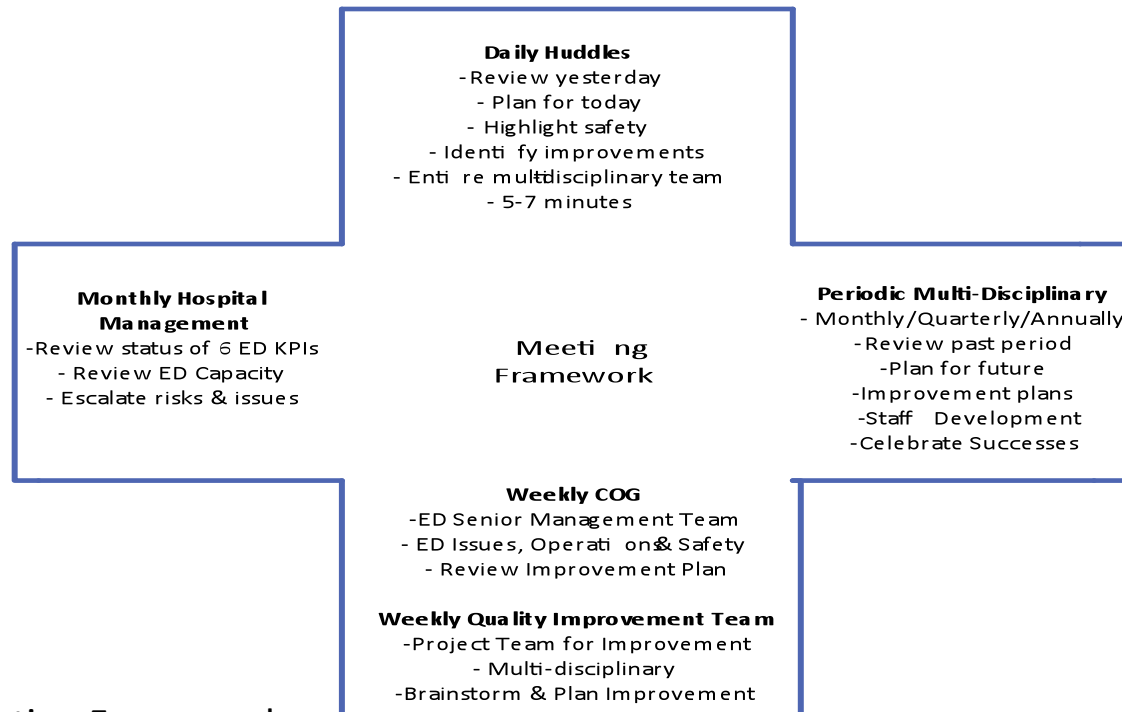 Daily Huddles
-Review yesterday
- Plan for today
- Highlight safety
- Identify improvements
- Entire multi-disciplinary team
- 5-7 minutes
Monthly Hospital
Management
-Review status of 6 ED KPIs
- Review ED Capacity
- Escalate risks & issues
Meeting
Framework
Periodic Multi-Disciplinary
- Monthly/Quarterly/Annually
-Review past period
-Plan for future
-Improvement plans
-Staff Development
-Celebrate Successes
Weekly COG
-ED Senior Management Team
- ED Issues, Operations & Safety
- Review Improvement Plan
Weekly Quality Improvement Team
-Project Team for Improvement
- Multi-disciplinary
-Brainstorm & Plan Improvement